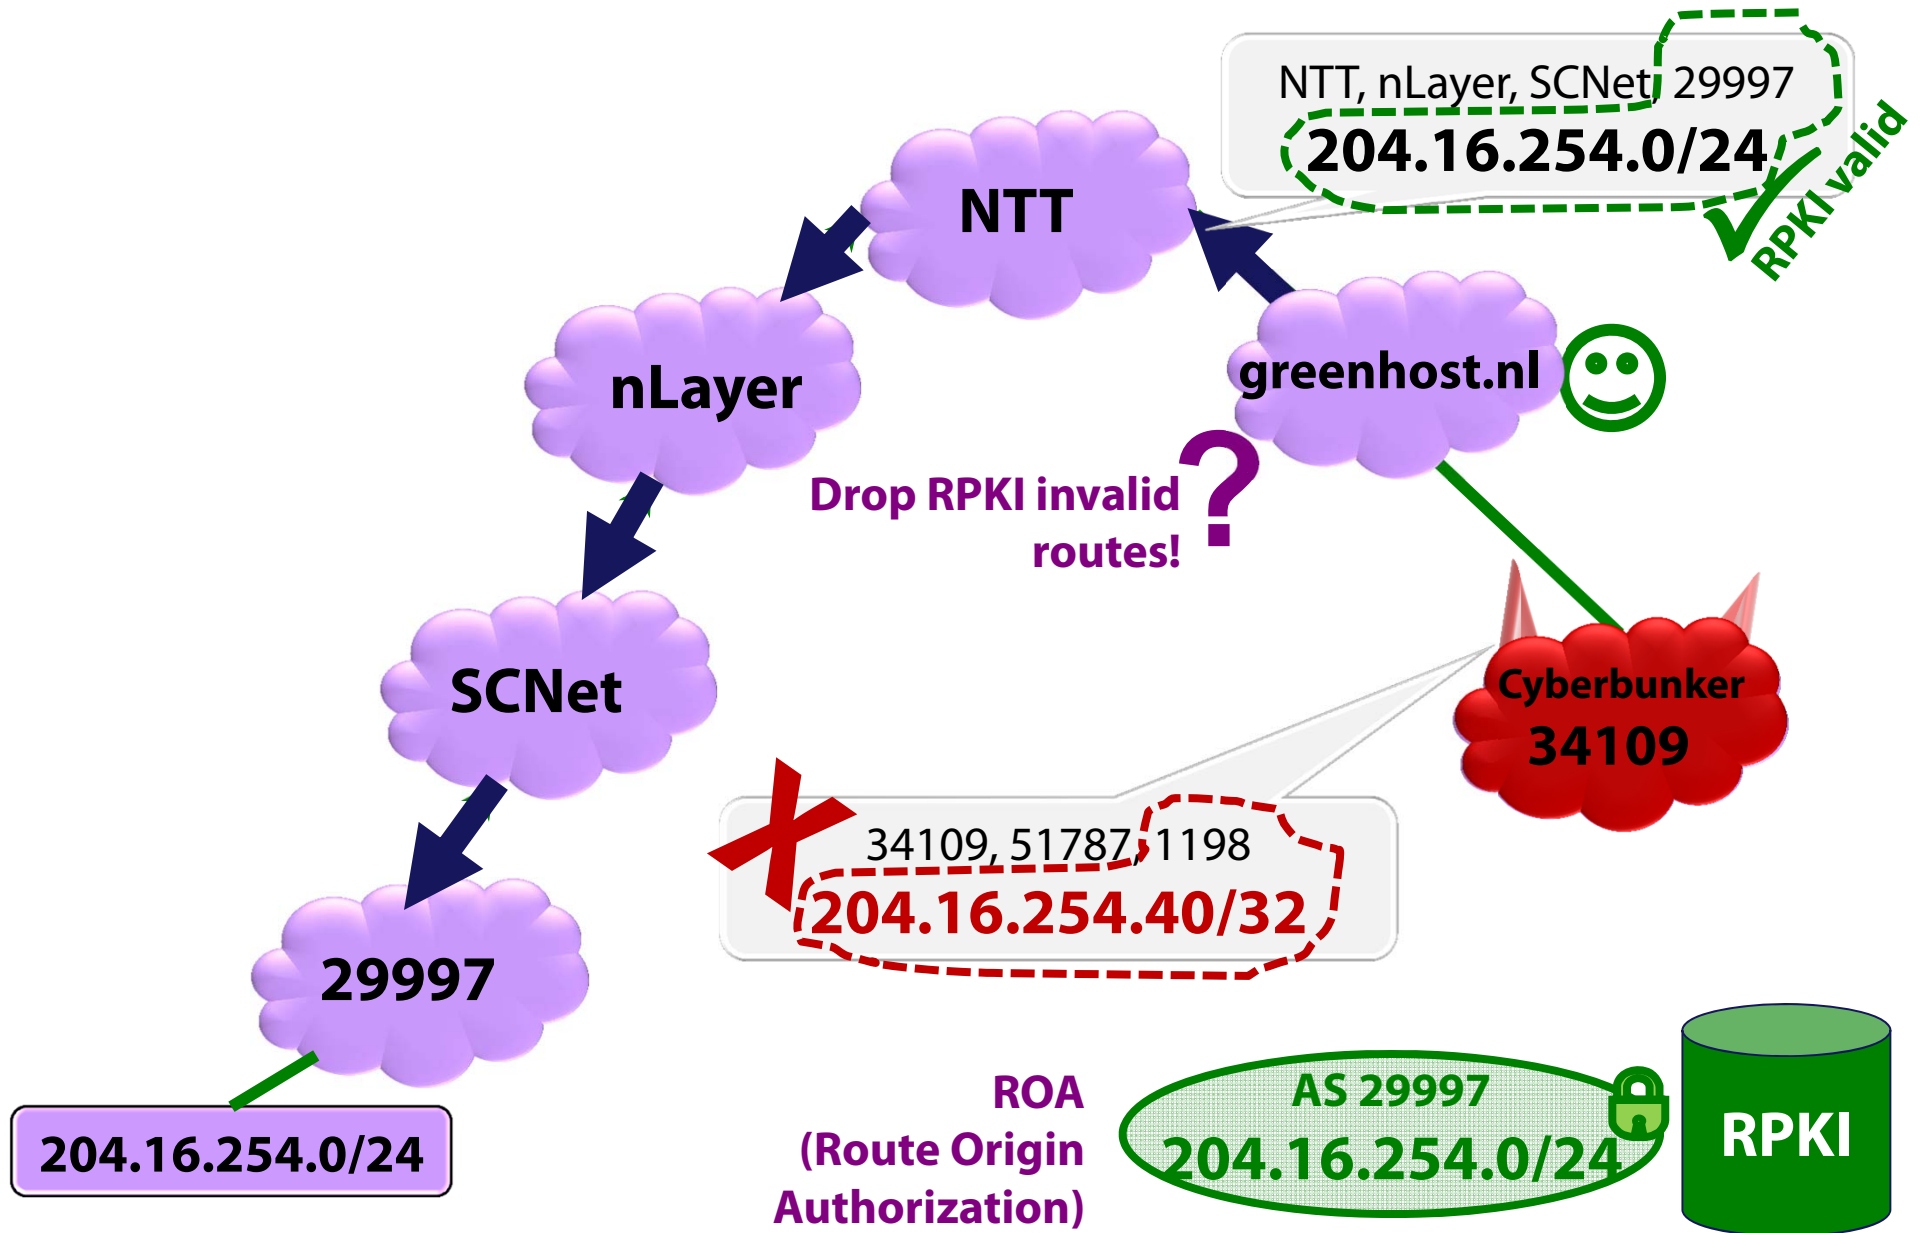 NTT, nLayer, SCNet, 29997
204.16.254.0/24
RPKI valid
NTT
greenhost.nl
nLayer
Drop RPKI invalid
routes!
?
Cyberbunker
34109
SCNet
34109, 51787, 1198
204.16.254.40/32
X
29997
204.16.254.0/24
ROA
(Route Origin
Authorization)
AS 29997
204.16.254.0/24
RPKI